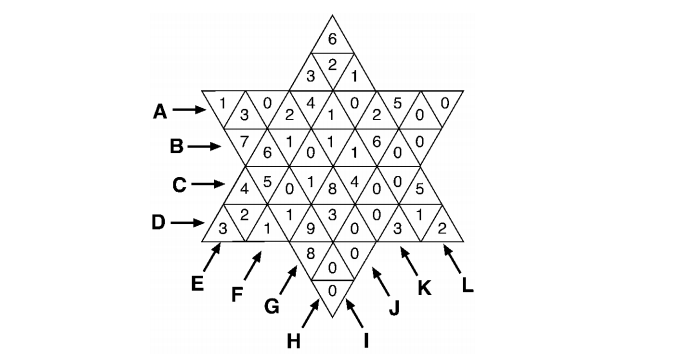 6
3 2 1
A 1 3 0 2 4 1 0 2 5 0 0
B 7 6 1 0 1 1 6 0 0
C 4 5 0 1 8 4 0 0 5
D 3 2 1 1 9 3 0 0 3 1 2
8 0 0
E F G 0 J K L
H I